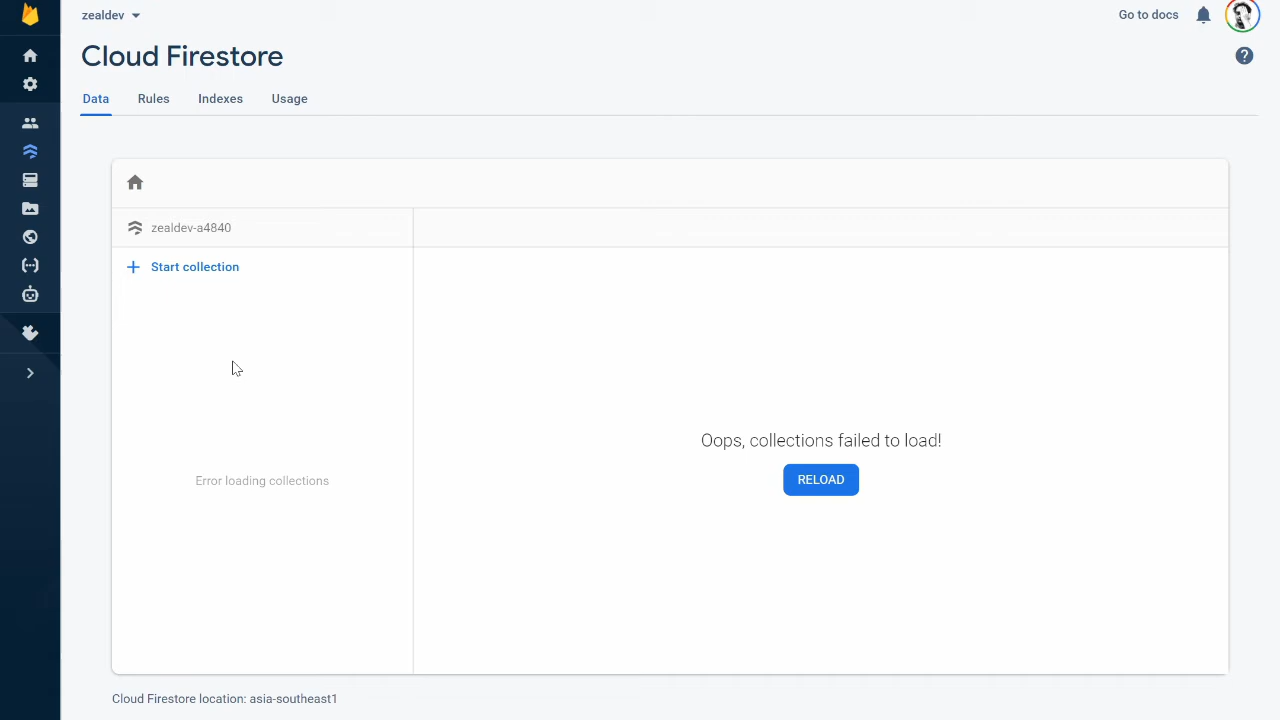 zealdev
Go to docs
Cloud Firestore
Data Rules Indexes Usage
zealdev-a4840
Start collection
Oops, collections failed to load!
RELOAD
Error loading collections
Cloud Firestore location: asia-southeast1